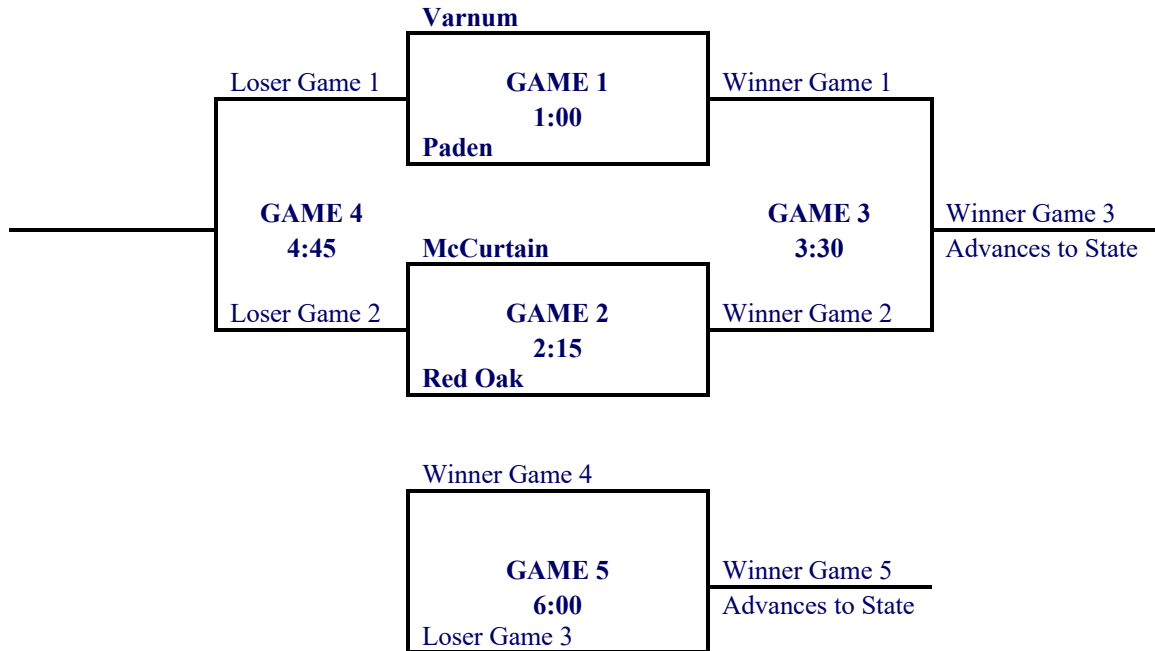 Varnum
Loser Game 1
GAME 1
Winner Game 1
1:00
Paden
GAME 4
GAME 3
Winner Game 3
4:45
McCurtain
3:30
Advances to State
Loser Game 2
GAME 2
Winner Game 2
2:15
Red Oak
Winner Game 4
GAME 5
Winner Game 5
6:00
Advances to State
Loser Game 3